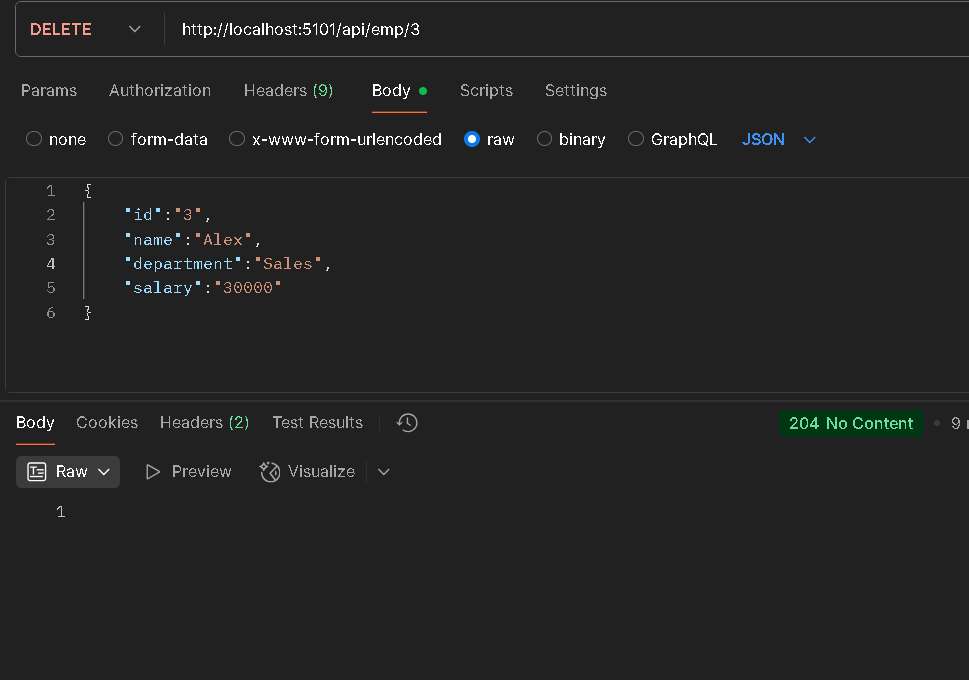 DELETE http://localhost:5101/api/emp/3
Params Authorization Headers (9) Body Scripts Settings
none form-data x-www-form-urlencoded raw binary GraphQL JSON
1 {
2 "id":"3",
3 "name":"Alex",
4 "department":"Sales",
5 "salary":"30000"
6 }
Body Cookies Headers (2) Test Results 204 No Content 9
Raw Preview Visualize
1